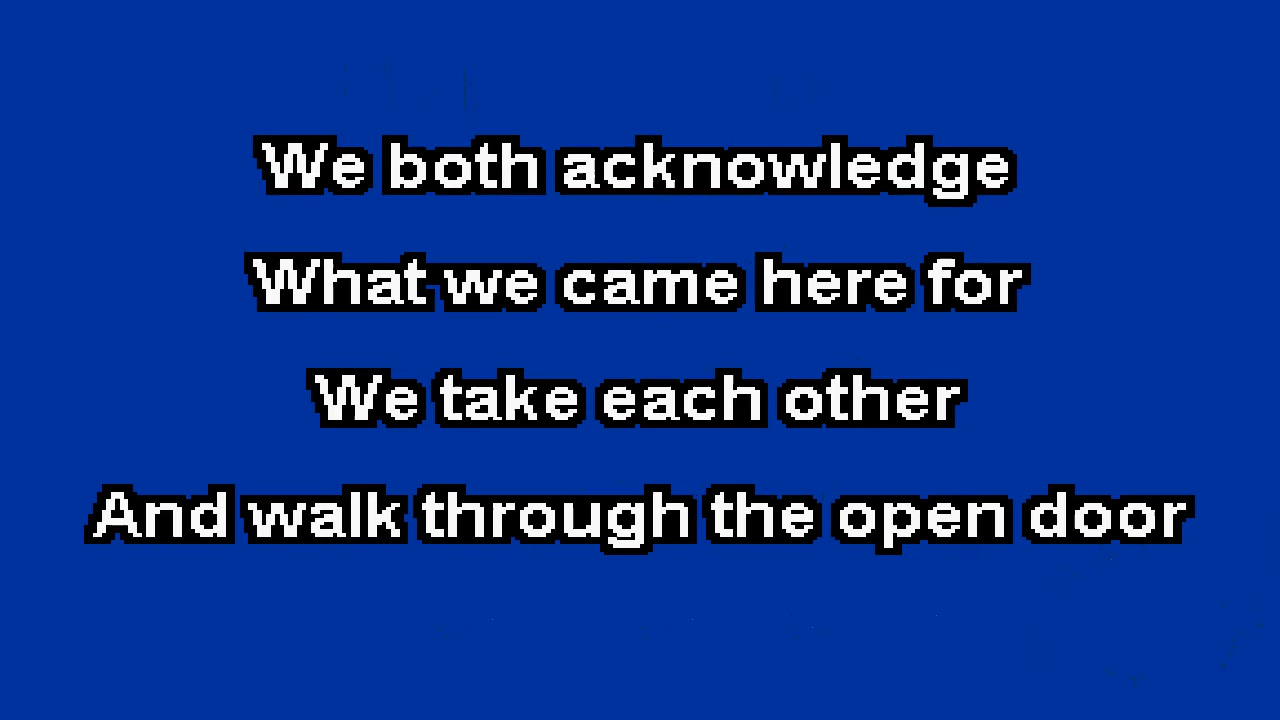 We both acknowledge
What we came here for
We take each other
And walk through the open door